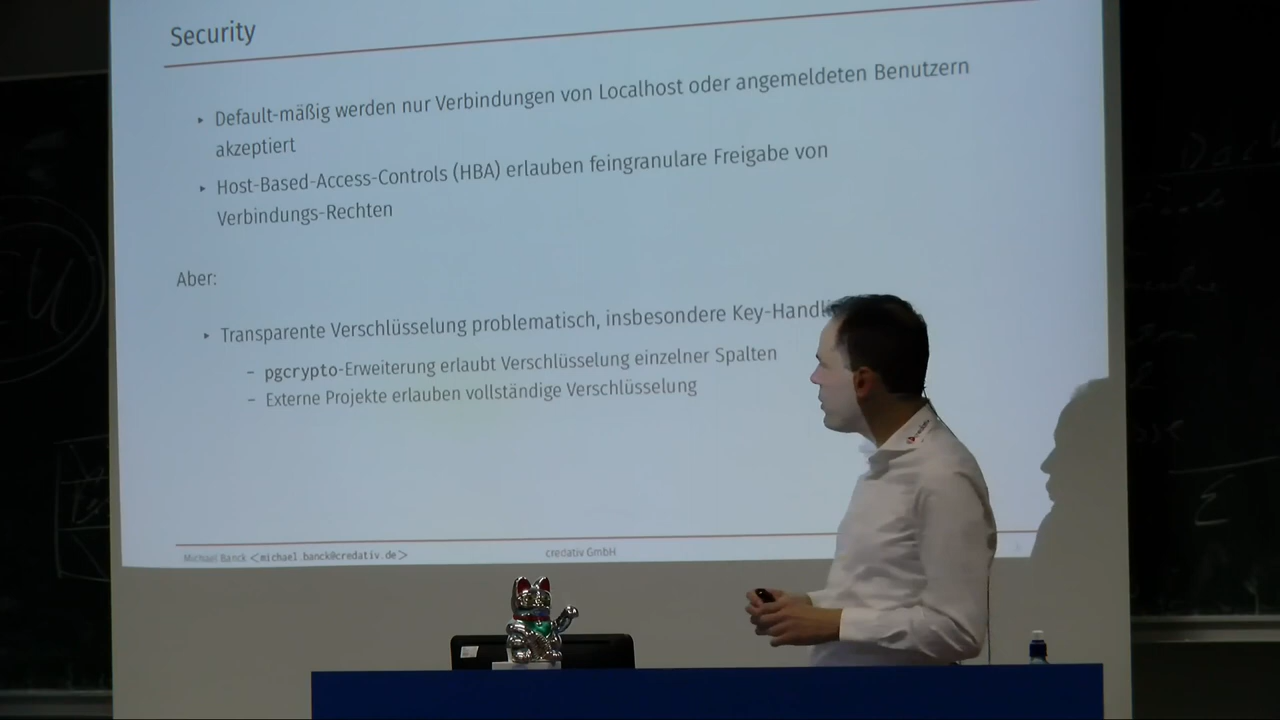 Security
▸ Default-mäßig werden nur Verbindungen von Localhost oder angemeldeten Benutzern
akzeptiert
▸ Host-Based-Access-Controls (HBA) erlauben feingranulare Freigabe von
Verbindungs-Rechten
Aber:
▸ Transparente Verschlüsselung problematisch, insbesondere
– pgcrypto-Erweiterung erlaubt Verschlüsselung einzelner Spalten
– Externe Projekte erlauben vollständige Verschlüsselung
Michael Banck <michael.banck@credativ.de>
credativ GmbH